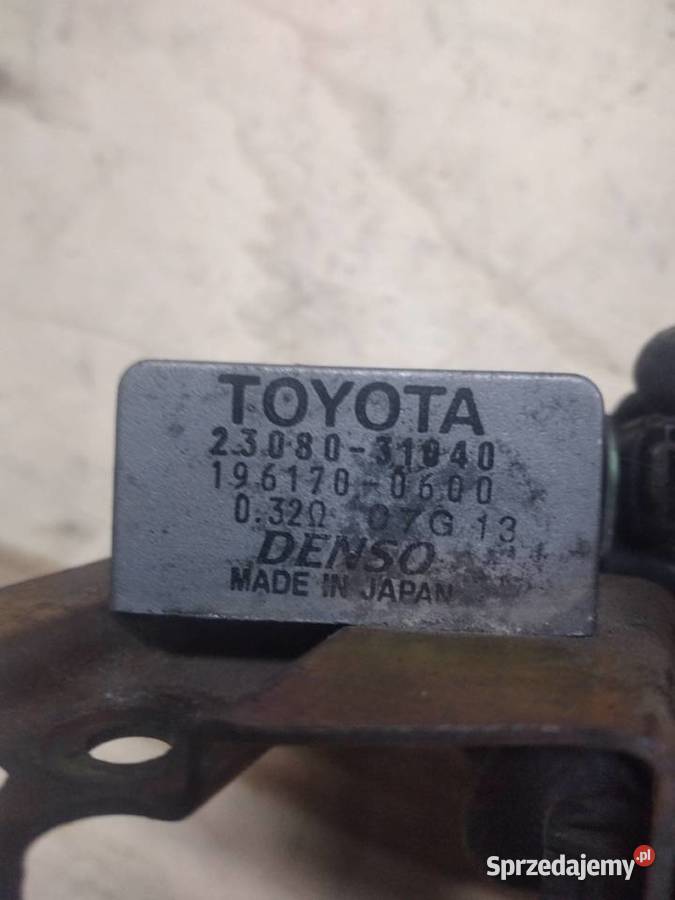 TOYOTA
23080-31040
196170-0600
0.32Ω 07G 13
DENSO
MADE IN JAPAN
Sprzedajemy.pl